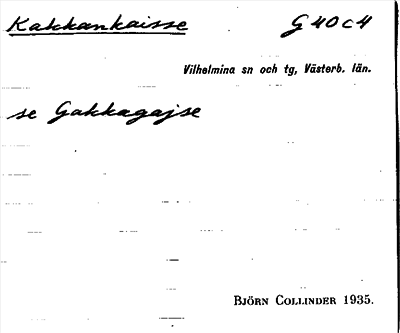 Kakkankaisse G 40 c 4
Vilhelmina sn och tg, Västerb. län.
se Gakkagajse
BJÖRN COLLINDER 1935.